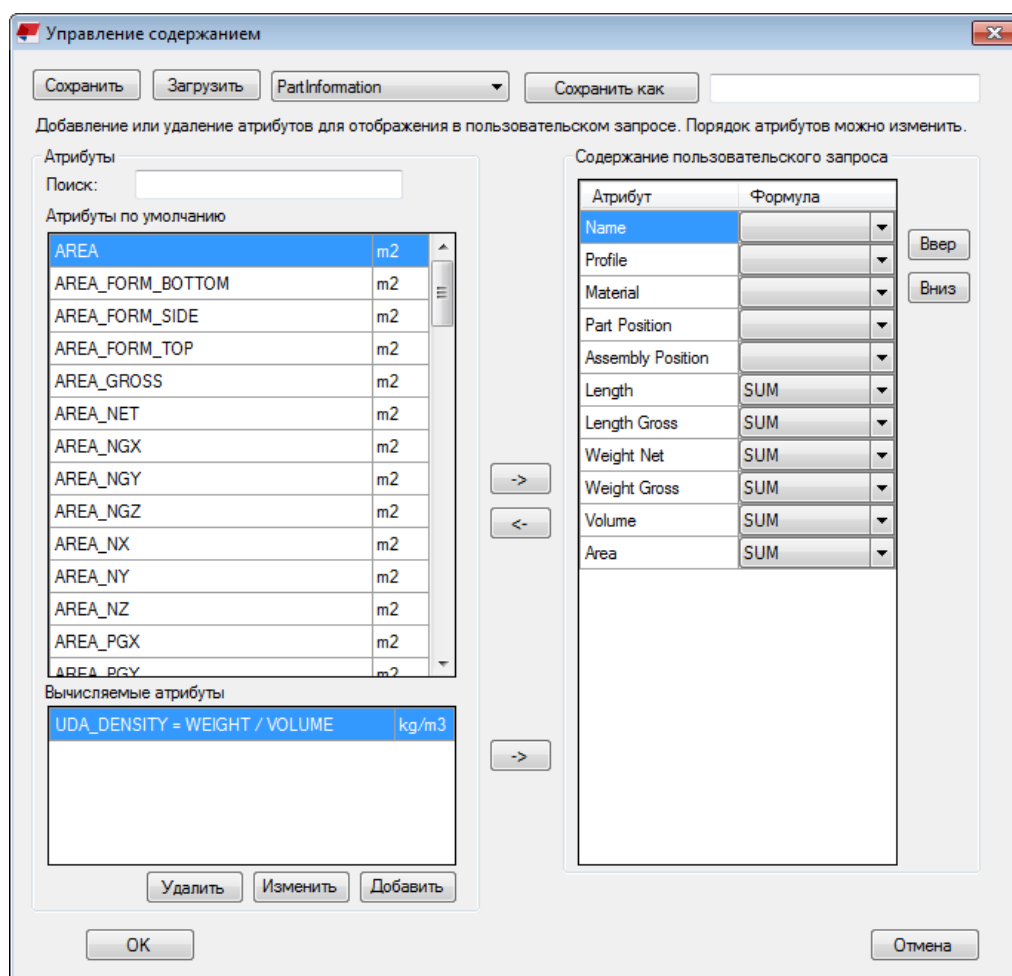 Управление содержанием
Сохранить Загрузить PartInformation Сохранить как
Добавление или удаление атрибутов для отображения в пользовательском запросе. Порядок атрибутов можно изменить.
Атрибуты
Поиск:
Атрибуты по умолчанию
AREA m2
AREA_FORM_BOTTOM m2
AREA_FORM_SIDE m2
AREA_FORM_TOP m2
AREA_GROSS m2
AREA_NET m2
AREA_NGX m2
AREA_NGY m2
AREA_NGZ m2
AREA_NX m2
AREA_NY m2
AREA_NZ m2
AREA_PGX m2
AREA_PGY m2
Вычисляемые атрибуты
UDA_DENSITY = WEIGHT / VOLUME kg/m3
Удалить Изменить Добавить
->
<-
->
Содержание пользовательского запроса
Атрибут Формула
Name
Profile
Material
Part Position
Assembly Position
Length SUM
Length Gross SUM
Weight Net SUM
Weight Gross SUM
Volume SUM
Area SUM
Ввер
Вниз
OK Отмена